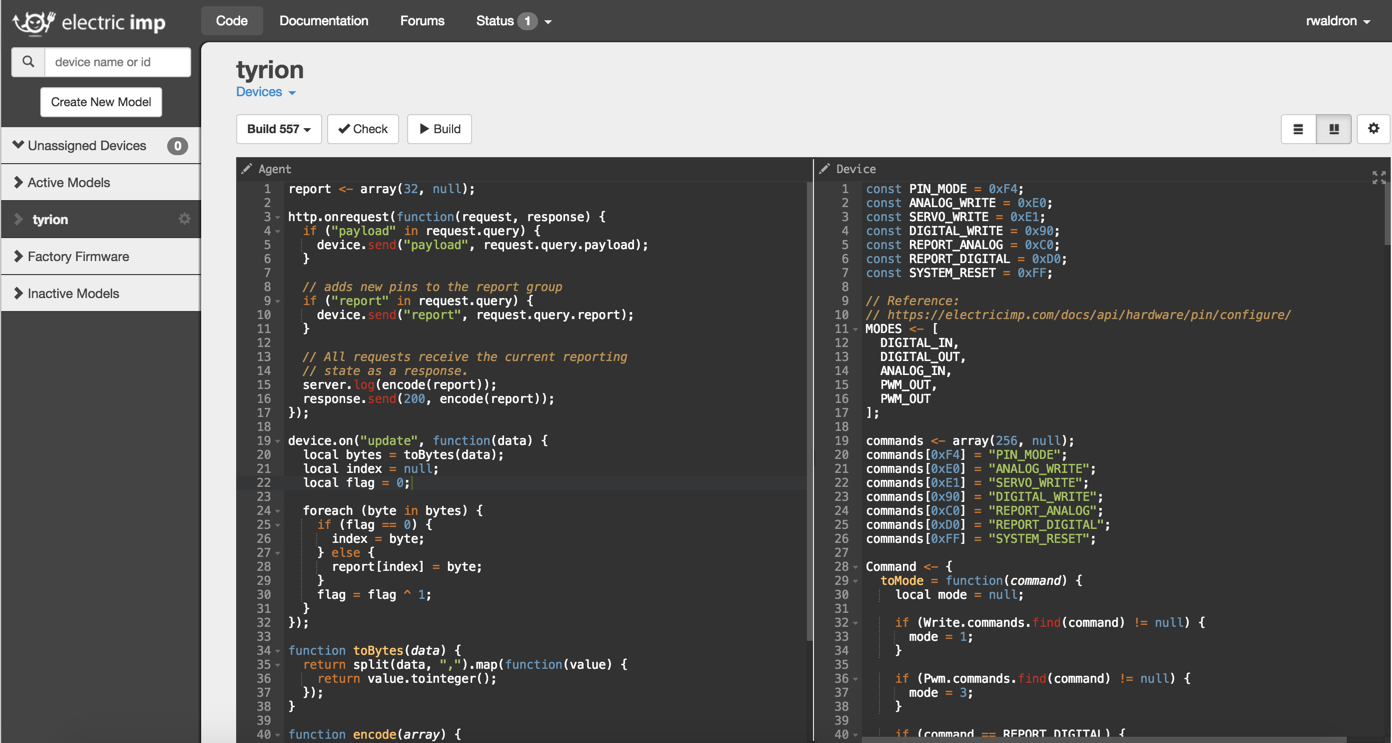 electric imp
Code Documentation Forums Status 1
rwaldron
device name or id
Create New Model
Unassigned Devices 0
Active Models
tyrion
Factory Firmware
Inactive Models
tyrion
Devices
Build 557 Check Build
Agent
1 report <- array(32, null);
2
3 http.onrequest(function(request, response) {
4   if ("payload" in request.query) {
5     device.send("payload", request.query.payload);
6   }
7
8   // adds new pins to the report group
9   if ("report" in request.query) {
10     device.send("report", request.query.report);
11   }
12
13   // All requests receive the current reporting
14   // state as a response.
15   server.log(encode(report));
16   response.send(200, encode(report));
17 });
18
19 device.on("update", function(data) {
20   local bytes = toBytes(data);
21   local index = null;
22   local flag = 0;
23
24   foreach (byte in bytes) {
25     if (flag == 0) {
26       index = byte;
27     } else {
28       report[index] = byte;
29     }
30     flag = flag ^ 1;
31   }
32 });
33
34 function toBytes(data) {
35   return split(data, ",").map(function(value) {
36     return value.tointeger();
37   });
38 }
39
40 function encode(array) {
Device
1 const PIN_MODE = 0xF4;
2 const ANALOG_WRITE = 0xE0;
3 const SERVO_WRITE = 0xE1;
4 const DIGITAL_WRITE = 0x90;
5 const REPORT_ANALOG = 0xC0;
6 const REPORT_DIGITAL = 0xD0;
7 const SYSTEM_RESET = 0xFF;
8
9 // Reference:
10 // https://electricimp.com/docs/api/hardware/pin/configure/
11 MODES <- [
12   DIGITAL_IN,
13   DIGITAL_OUT,
14   ANALOG_IN,
15   PWM_OUT,
16   PWM_OUT
17 ];
18
19 commands <- array(256, null);
20 commands[0xF4] = "PIN_MODE";
21 commands[0xE0] = "ANALOG_WRITE";
22 commands[0xE1] = "SERVO_WRITE";
23 commands[0x90] = "DIGITAL_WRITE";
24 commands[0xC0] = "REPORT_ANALOG";
25 commands[0xD0] = "REPORT_DIGITAL";
26 commands[0xFF] = "SYSTEM_RESET";
27
28 Command <- {
29   toMode = function(command) {
30     local mode = null;
31
32     if (Write.commands.find(command) != null) {
33       mode = 1;
34     }
35
36     if (Pwm.commands.find(command) != null) {
37       mode = 3;
38     }
39
40     if (command == REPORT_DIGITAL) {